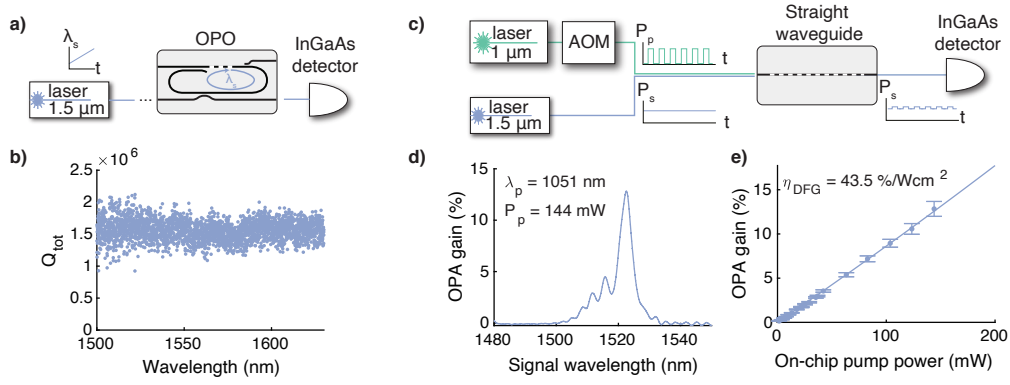 a)
λs
t
laser
1.5 µm
...
OPO
λs
InGaAs
detector
b)
×10^6
2.5
2
1.5
1
0.5
0
Qtot
1500
1550
1600
Wavelength (nm)
c)
laser
1 µm
AOM
Pp
t
laser
1.5 µm
Ps
t
Straight
waveguide
InGaAs
detector
Ps
t
d)
λp = 1051 nm
Pp = 144 mW
15
10
5
0
OPA gain (%)
1480
1500
1520
1540
Signal wavelength (nm)
e)
ηDFG = 43.5 %/Wcm 2
15
10
5
0
OPA gain (%)
0
100
200
On-chip pump power (mW)